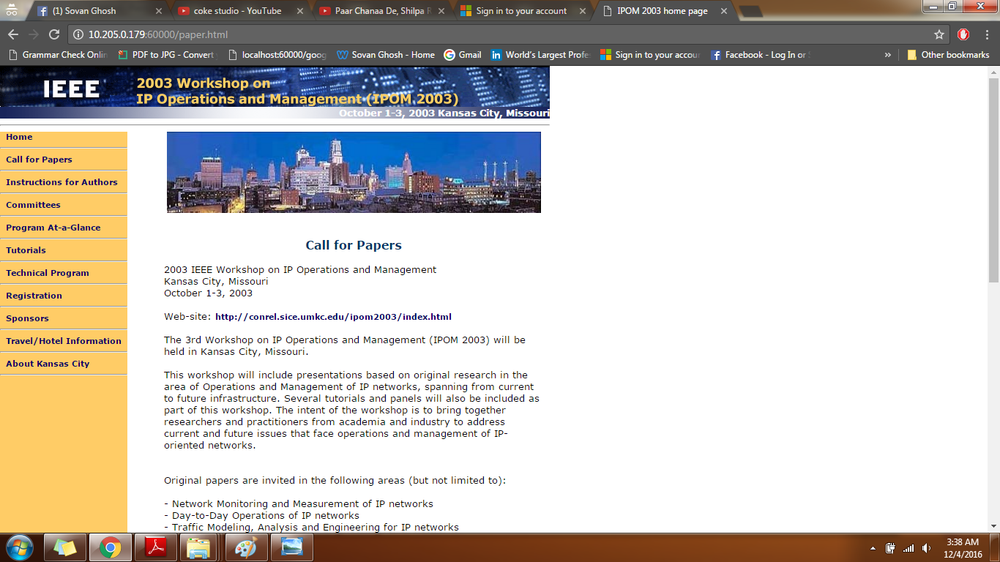 (1) Sovan Ghosh
coke studio - YouTube
Paar Chanaa De, Shilpa R
Sign in to your account
IPOM 2003 home page
10.205.0.179:60000/paper.html
Grammar Check Onlin
PDF to JPG - Convert
localhost:60000/goog
Sovan Ghosh - Home
Gmail
World's Largest Profe
Sign in to your accou
Facebook - Log In or S
»
Other bookmarks
IEEE
2003 Workshop on
IP Operations and Management (IPOM 2003)
October 1-3, 2003 Kansas City, Missouri
Home
Call for Papers
Instructions for Authors
Committees
Program At-a-Glance
Tutorials
Technical Program
Registration
Sponsors
Travel/Hotel Information
About Kansas City
Call for Papers
2003 IEEE Workshop on IP Operations and Management
Kansas City, Missouri
October 1-3, 2003
Web-site: http://conrel.sice.umkc.edu/ipom2003/index.html
The 3rd Workshop on IP Operations and Management (IPOM 2003) will be
held in Kansas City, Missouri.
This workshop will include presentations based on original research in the
area of Operations and Management of IP networks, spanning from current
to future infrastructure. Several tutorials and panels will also be included as
part of this workshop. The intent of the workshop is to bring together
researchers and practitioners from academia and industry to address
current and future issues that face operations and management of IP-
oriented networks.
Original papers are invited in the following areas (but not limited to):
- Network Monitoring and Measurement of IP networks
- Day-to-Day Operations of IP networks
- Traffic Modeling, Analysis and Engineering for IP networks
3:38 AM
12/4/2016